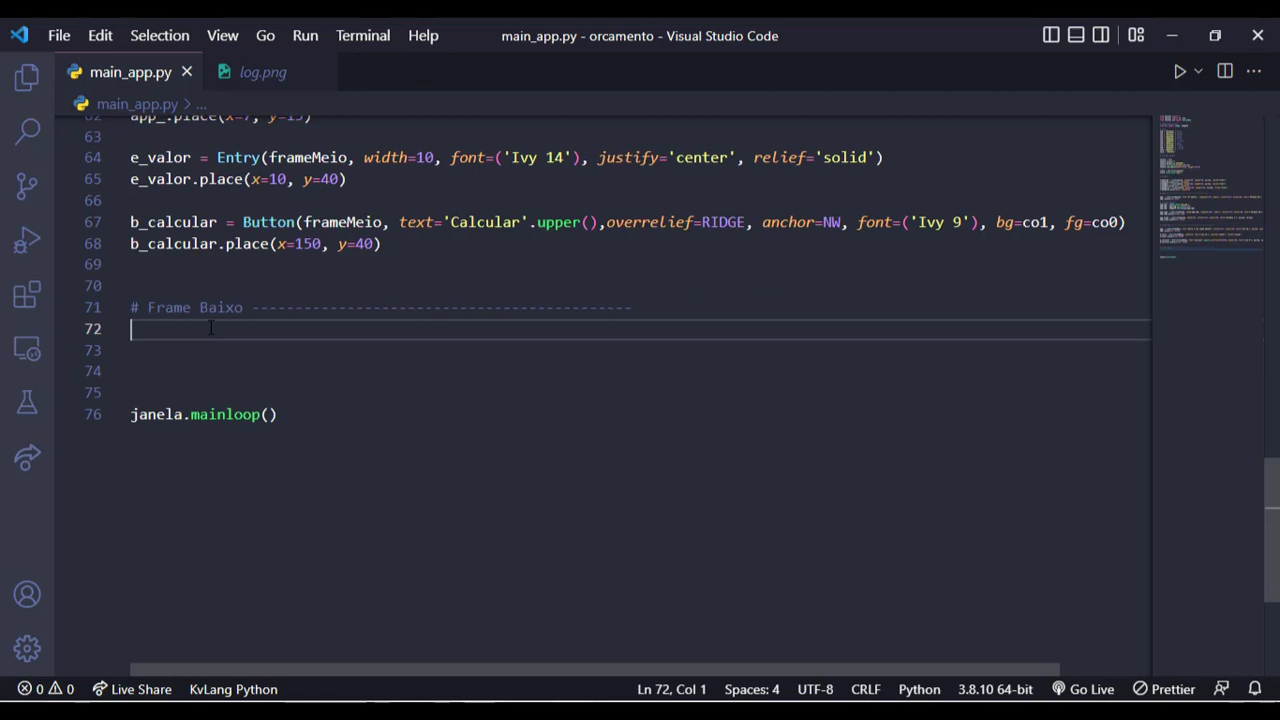 File Edit Selection View Go Run Terminal Help main_app.py - orcamento - Visual Studio Code
main_app.py log.png
main_app.py > ...
62 app_.place(x=7, y=15)
63
64 e_valor = Entry(frameMeio, width=10, font=('Ivy 14'), justify='center', relief='solid')
65 e_valor.place(x=10, y=40)
66
67 b_calcular = Button(frameMeio, text='Calcular'.upper(),overrelief=RIDGE, anchor=NW, font=('Ivy 9'), bg=co1, fg=co0)
68 b_calcular.place(x=150, y=40)
69
70
71 # Frame Baixo --------------------------------------------
72
73
74
75
76 janela.mainloop()
0 0 Live Share KvLang Python Ln 72, Col 1 Spaces: 4 UTF-8 CRLF Python 3.8.10 64-bit Go Live Prettier